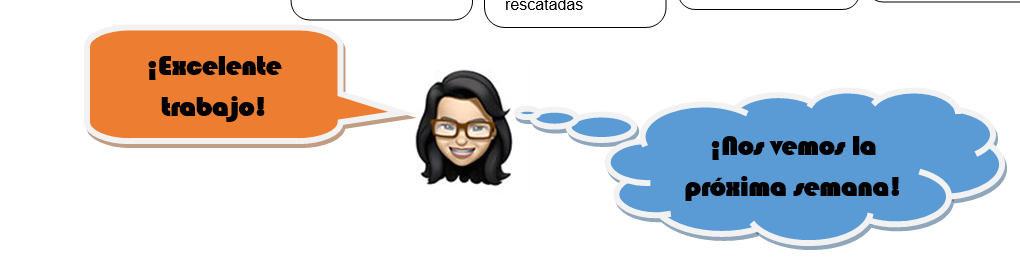 rescatadas
¡Excelente
trabajo!
¡Nos vemos la
próxima semana!